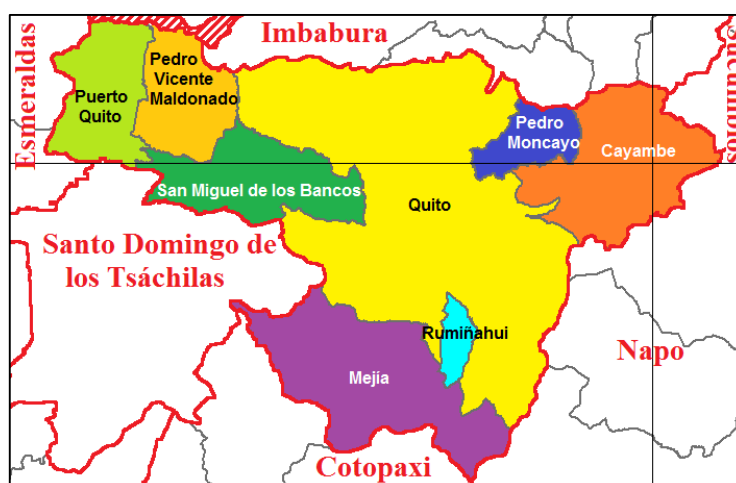 Imbabura
Esmeraldas
Sucumbíos
Pedro
Vicente
Maldonado
Puerto
Quito
Pedro
Moncayo
Cayambe
San Miguel de los Bancos
Quito
Santo Domingo de
los Tsáchilas
Rumiñahui
Napo
Mejía
Cotopaxi